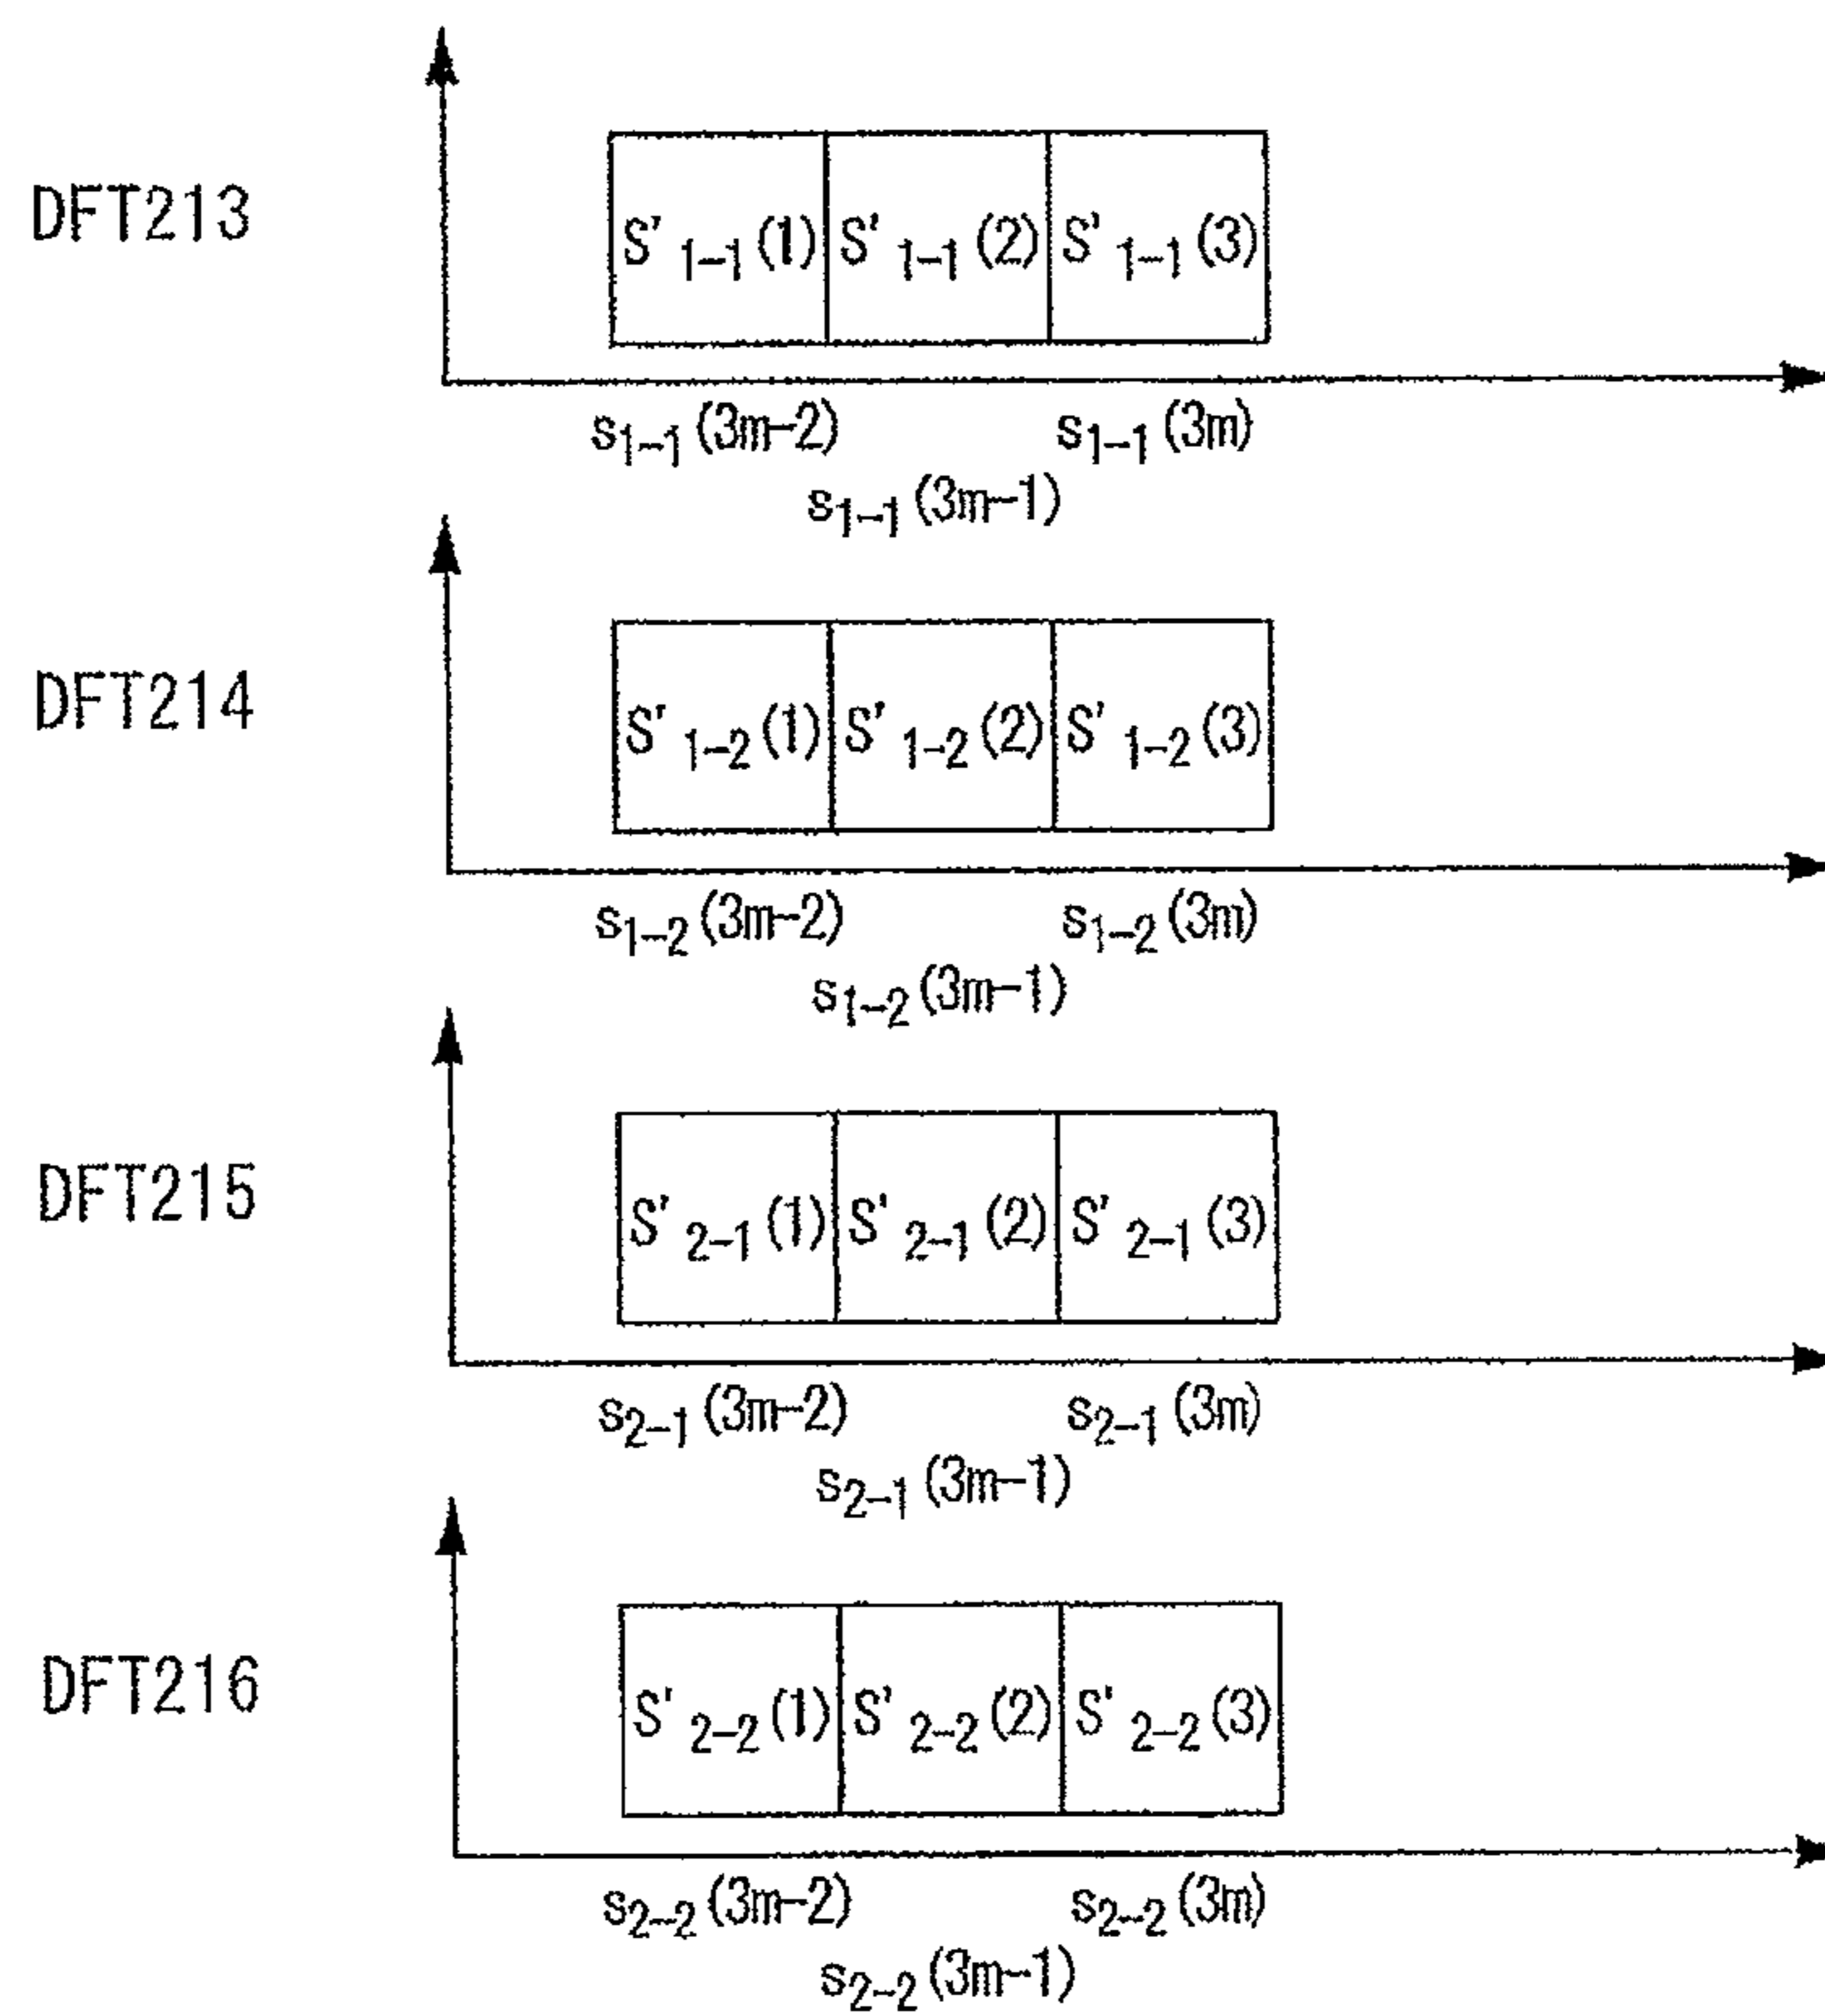 DFT213
S'1-1(1) S'1-1(2) S'1-1(3)
s1-1(3m-2) s1-1(3m)
s1-1(3m-1)
DFT214
S'1-2(1) S'1-2(2) S'1-2(3)
s1-2(3m-2) s1-2(3m)
s1-2(3m-1)
DFT215
S'2-1(1) S'2-1(2) S'2-1(3)
s2-1(3m-2) s2-1(3m)
s2-1(3m-1)
DFT216
S'2-2(1) S'2-2(2) S'2-2(3)
s2-2(3m-2) s2-2(3m)
s2-2(3m-1)